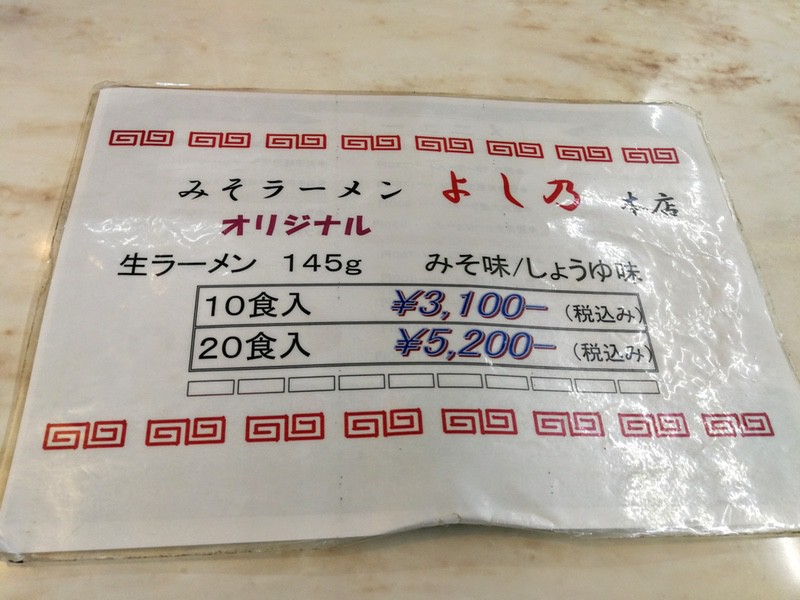 みそラーメン よし乃 本店
オリジナル
生ラーメン 145g みそ味/しょうゆ味
10食入 ¥3,100− (税込み)
20食入 ¥5,200− (税込み)